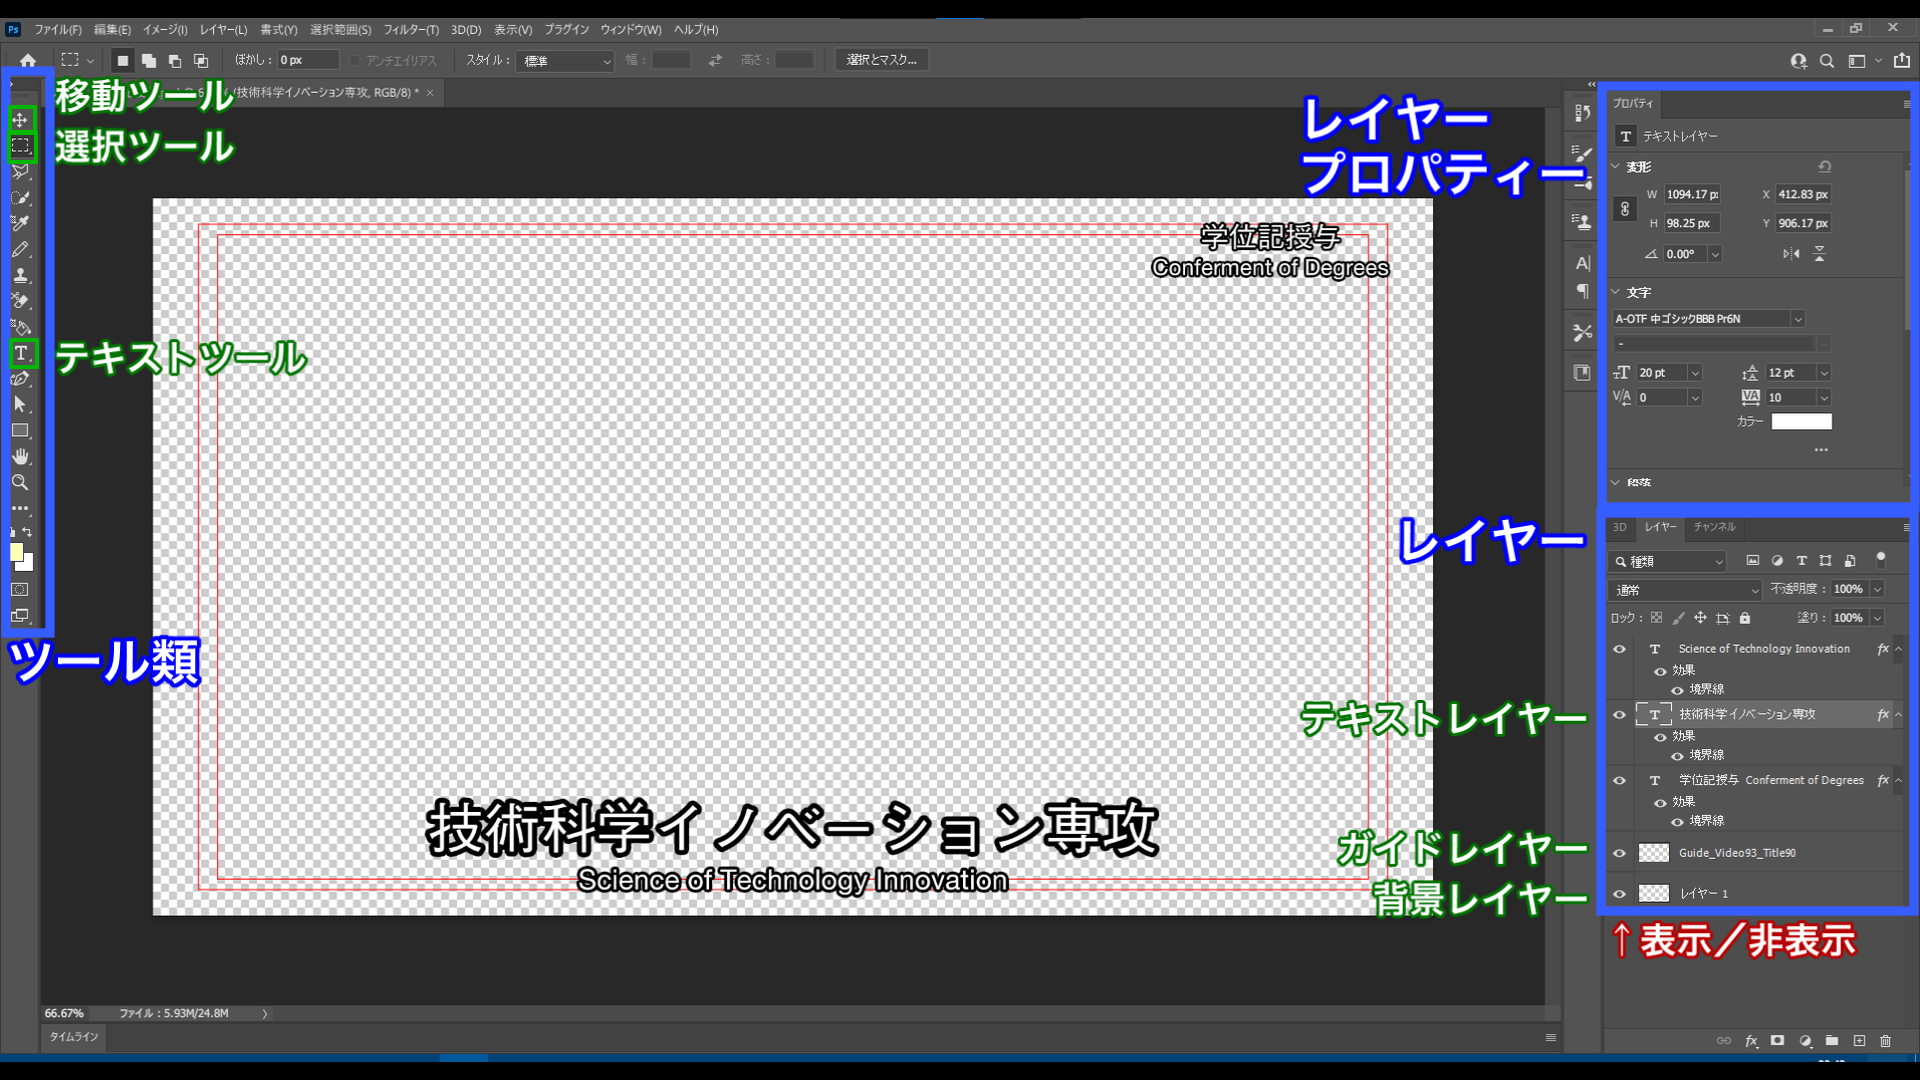 Ps ファイル(F) 編集(E) イメージ(I) レイヤー(L) 書式(Y) 選択範囲(S) フィルター(T) 3D(D) 表示(V) プラグイン ウィンドウ(W) ヘルプ(H)
ぼかし : 0 px アンチエイリアス スタイル : 標準 幅 : 高さ : 選択とマスク...
(技術科学イノベーション専攻, RGB/8) * ×
移動ツール
選択ツール
テキストツール
ツール類
学位記授与
Conferment of Degrees
技術科学イノベーション専攻
Science of Technology Innovation
レイヤー
プロパティー
レイヤー
テキストレイヤー
ガイドレイヤー
背景レイヤー
↑表示／非表示
プロパティ
T テキストレイヤー
変形
W 1094.17 px X 412.83 px
H 98.25 px Y 906.17 px
0.00°
文字
A-OTF 中ゴシックBBB Pr6N
-
20 pt 12 pt
V/A 0 VA 10
カラー
段落
3D レイヤー チャンネル
種類
通常 不透明度 : 100%
ロック : 塗り : 100%
T Science of Technology Innovation fx
効果
境界線
T 技術科学イノベーション専攻 fx
効果
境界線
T 学位記授与 Conferment of Degrees fx
効果
境界線
Guide_Video93_Title90
レイヤー 1
66.67% ファイル : 5.93M/24.8M
タイムライン
fx